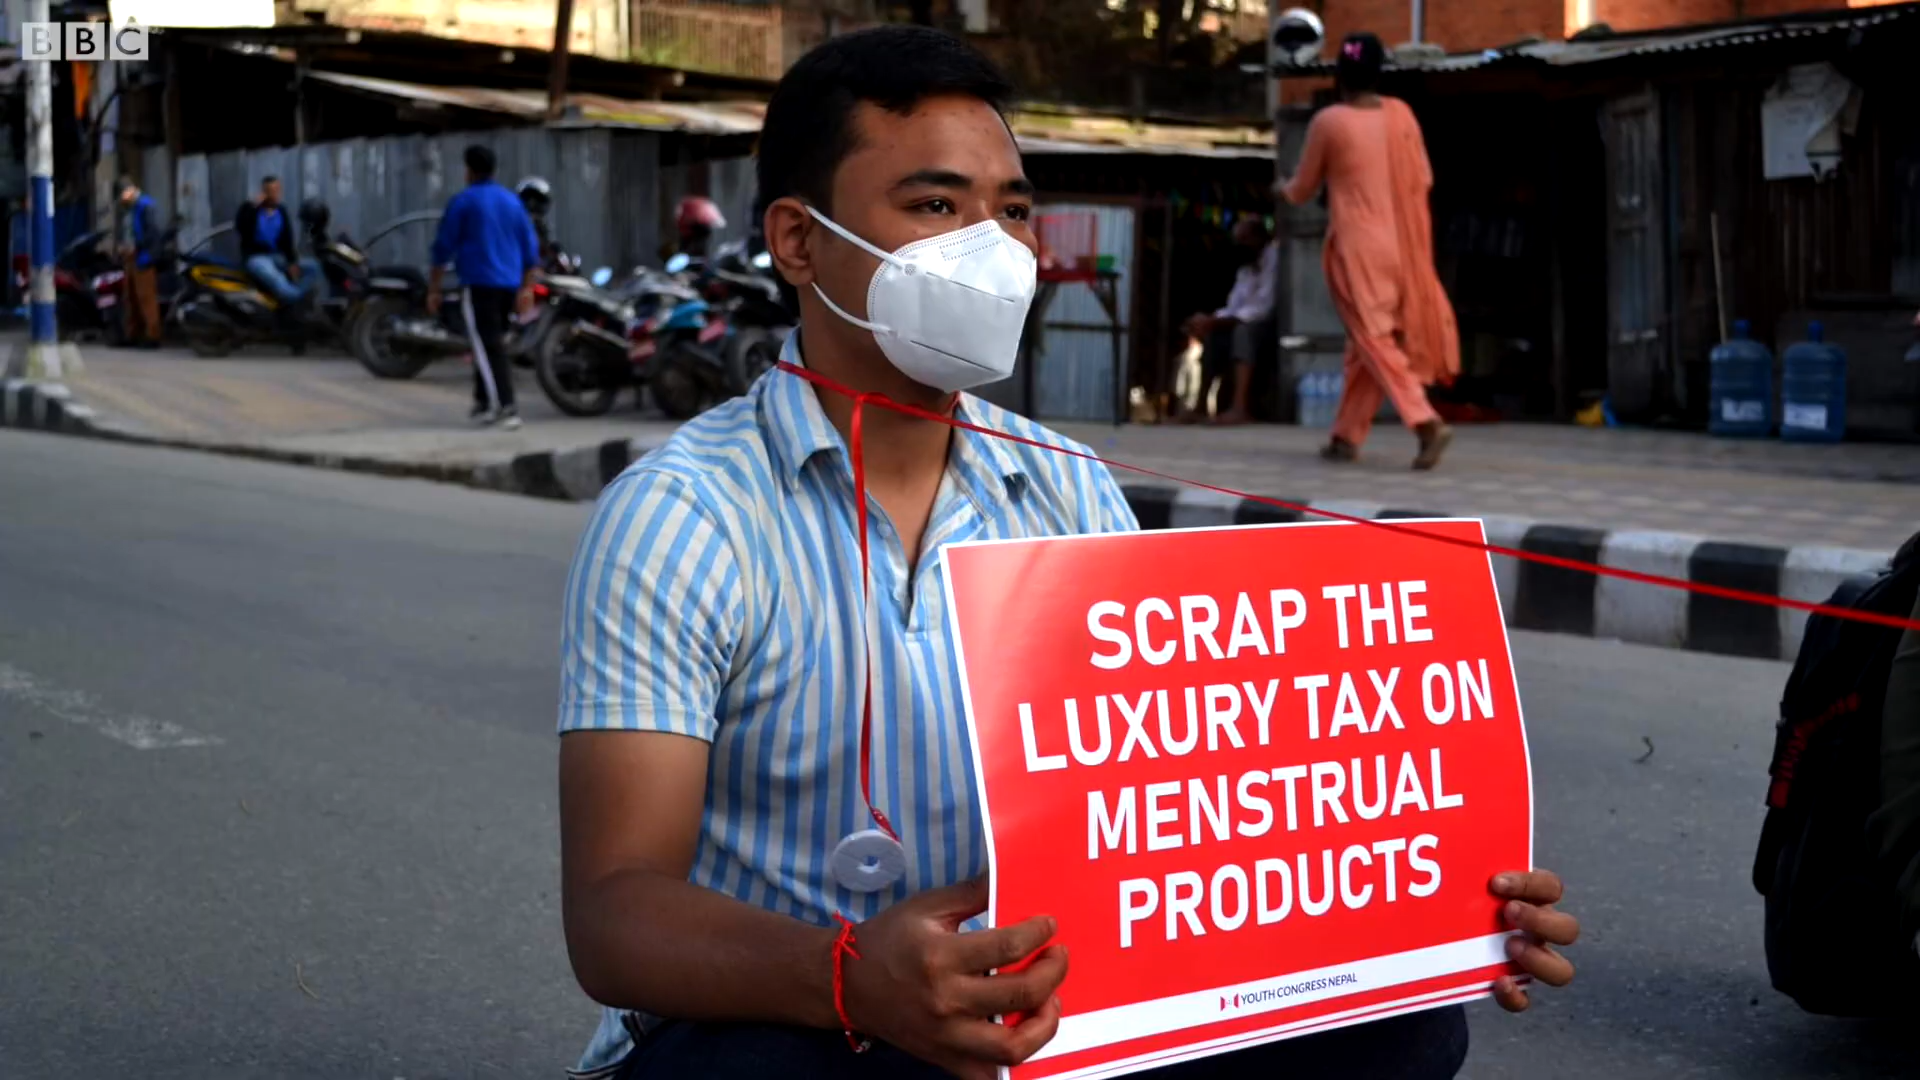 BBC
SCRAP THE
LUXURY TAX ON
MENSTRUAL
PRODUCTS
YOUTH CONGRESS NEPAL